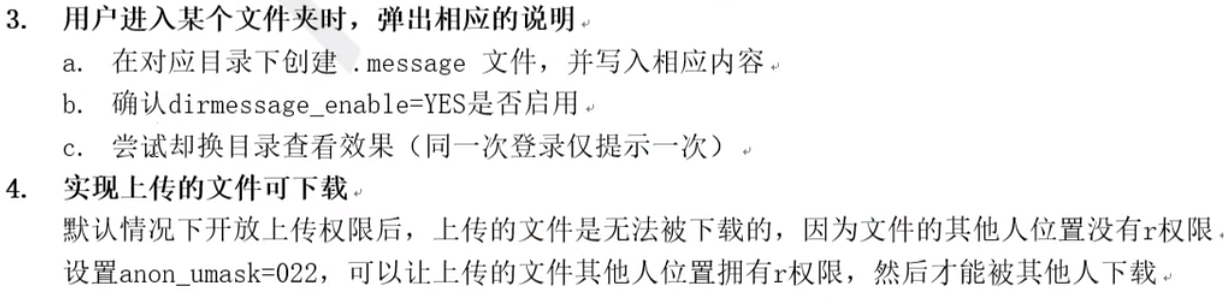 3. 用户进入某个文件夹时，弹出相应的说明
a. 在对应目录下创建 .message 文件，并写入相应内容
b. 确认dirmessage_enable=YES是否启用
c. 尝试却换目录查看效果（同一次登录仅提示一次）
4. 实现上传的文件可下载
默认情况下开放上传权限后，上传的文件是无法被下载的，因为文件的其他人位置没有r权限
设置anon_umask=022，可以让上传的文件其他人位置拥有r权限，然后才能被其他人下载